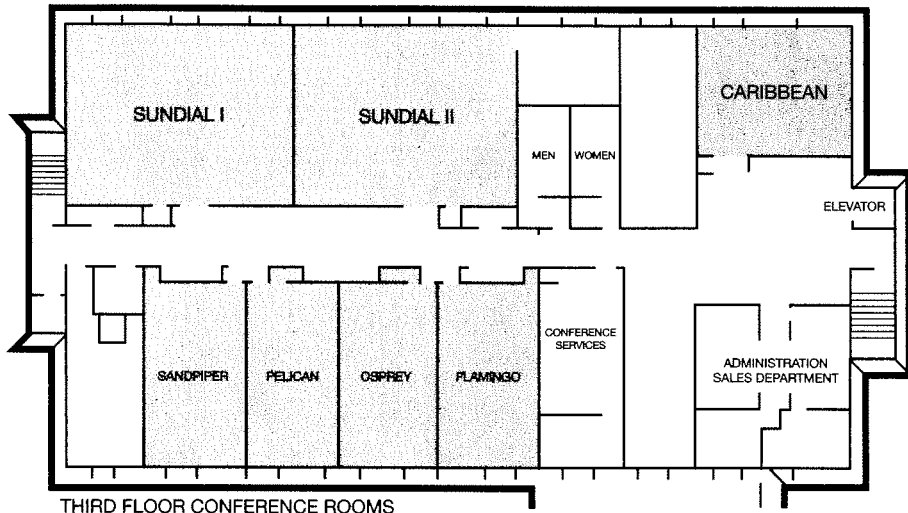 SUNDIAL I
SUNDIAL II
CARIBBEAN
MEN
WOMEN
ELEVATOR
SANDPIPER
PELICAN
OSPREY
FLAMINGO
CONFERENCE
SERVICES
ADMINISTRATION
SALES DEPARTMENT
THIRD FLOOR CONFERENCE ROOMS